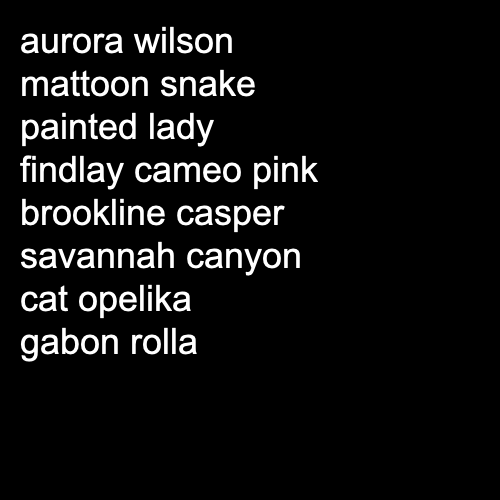 aurora wilson
mattoon snake
painted lady
findlay cameo pink
brookline casper
savannah canyon
cat opelika
gabon rolla